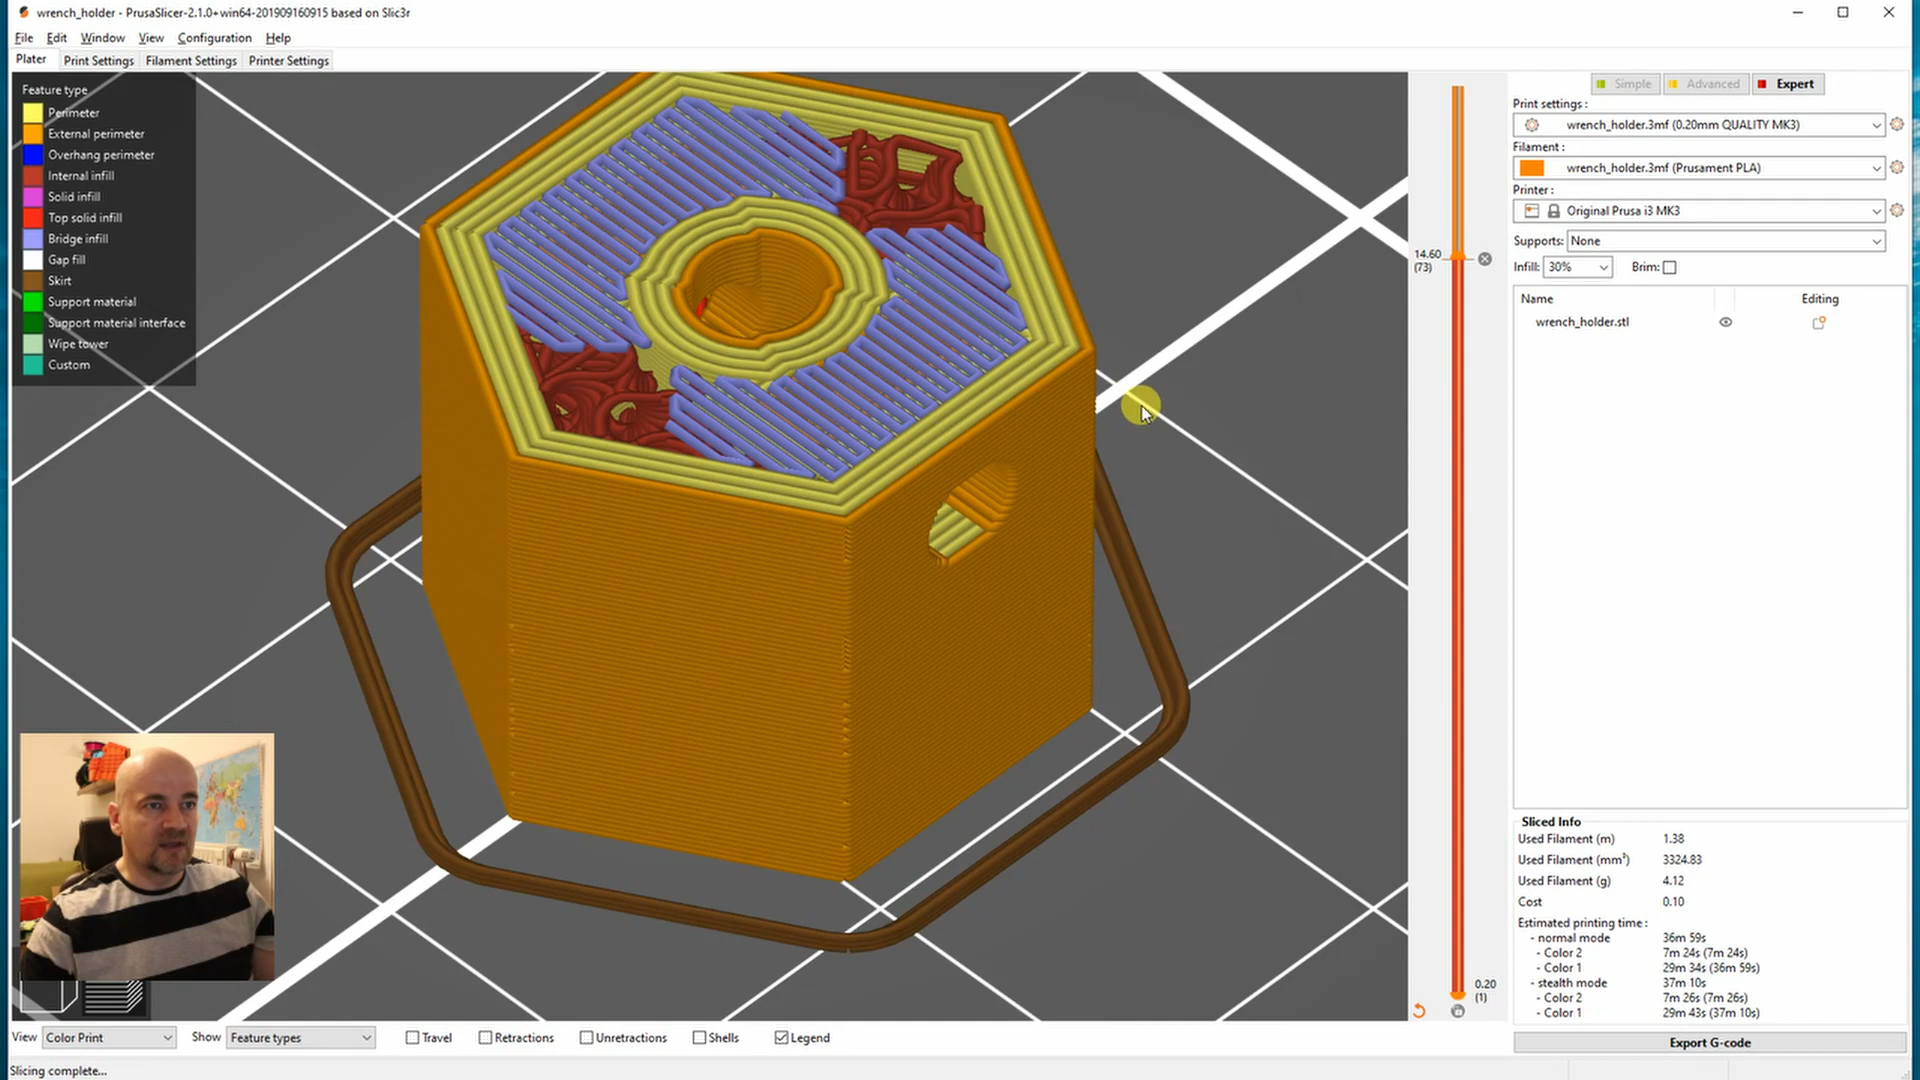 wrench_holder - PrusaSlicer-2.1.0+win64-201909160915 based on Slic3r
File Edit Window View Configuration Help
Plater Print Settings Filament Settings Printer Settings
Feature type
Perimeter
External perimeter
Overhang perimeter
Internal infill
Solid infill
Top solid infill
Bridge infill
Gap fill
Skirt
Support material
Support material interface
Wipe tower
Custom
14.60
(73)
0.20
(1)
Simple Advanced Expert
Print settings :
wrench_holder.3mf (0.20mm QUALITY MK3)
Filament :
wrench_holder.3mf (Prusament PLA)
Printer :
Original Prusa i3 MK3
Supports: None
Infill: 30% Brim:
Name Editing
wrench_holder.stl
Sliced Info
Used Filament (m) 1.38
Used Filament (mm³) 3324.83
Used Filament (g) 4.12
Cost 0.10
Estimated printing time :
- normal mode 36m 59s
- Color 2 7m 24s (7m 24s)
- Color 1 29m 34s (36m 59s)
- stealth mode 37m 10s
- Color 2 7m 26s (7m 26s)
- Color 1 29m 43s (37m 10s)
View Color Print Show Feature types Travel Retractions Unretractions Shells Legend
Export G-code
Slicing complete...